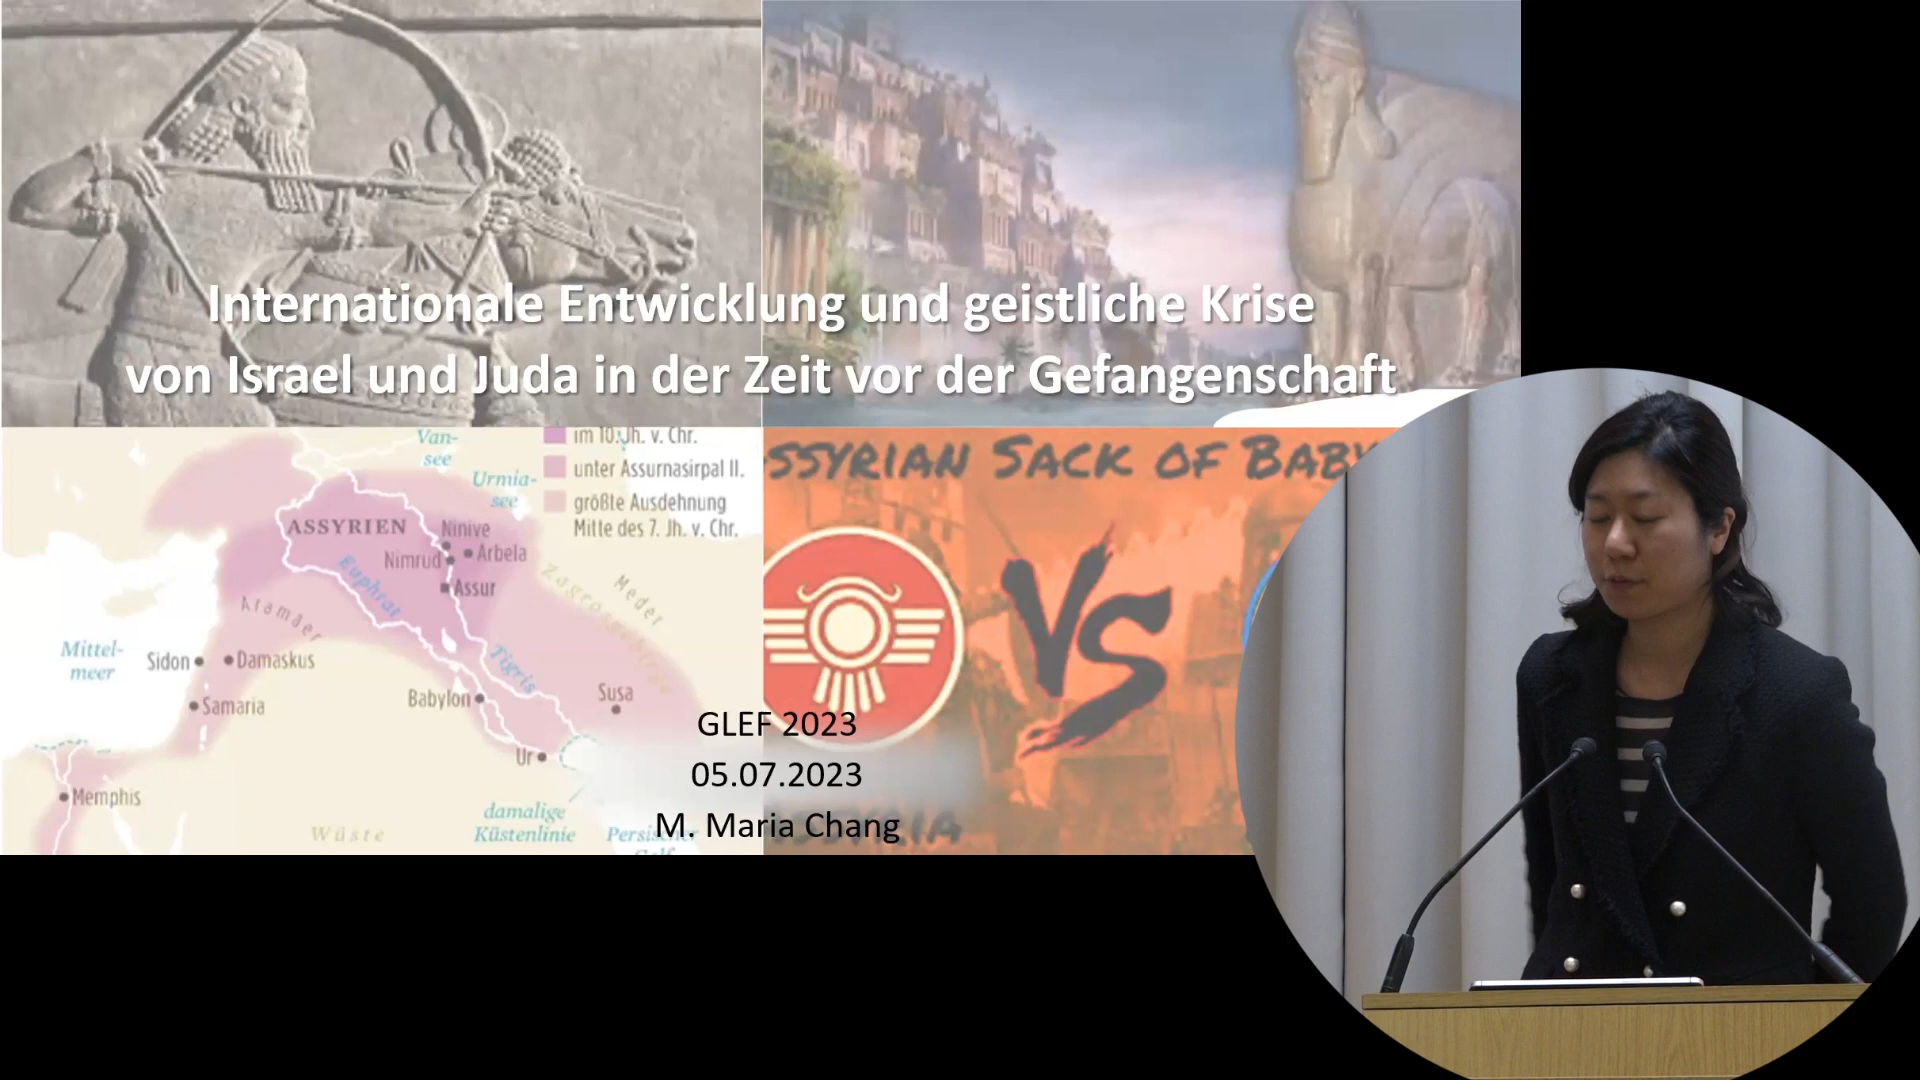 Internationale Entwicklung und geistliche Krise
von Israel und Juda in der Zeit vor der Gefangenschaft
Van-
see
Urmia-
see
im 10. Jh. v. Chr.
unter Assurnasirpal II.
größte Ausdehnung
Mitte des 7. Jh. v. Chr.
ASSYRIEN
Ninive
Nimrud
Arbela
Assur
Euphrat
Zagrosgebirge
Meder
Aramäer
Tigris
Mittel-
meer
Sidon
Damaskus
Samaria
Babylon
Susa
Ur
Memphis
Wüste
damalige
Küstenlinie
SACK OF
VS
GLEF 2023
05.07.2023
M. Maria Chang